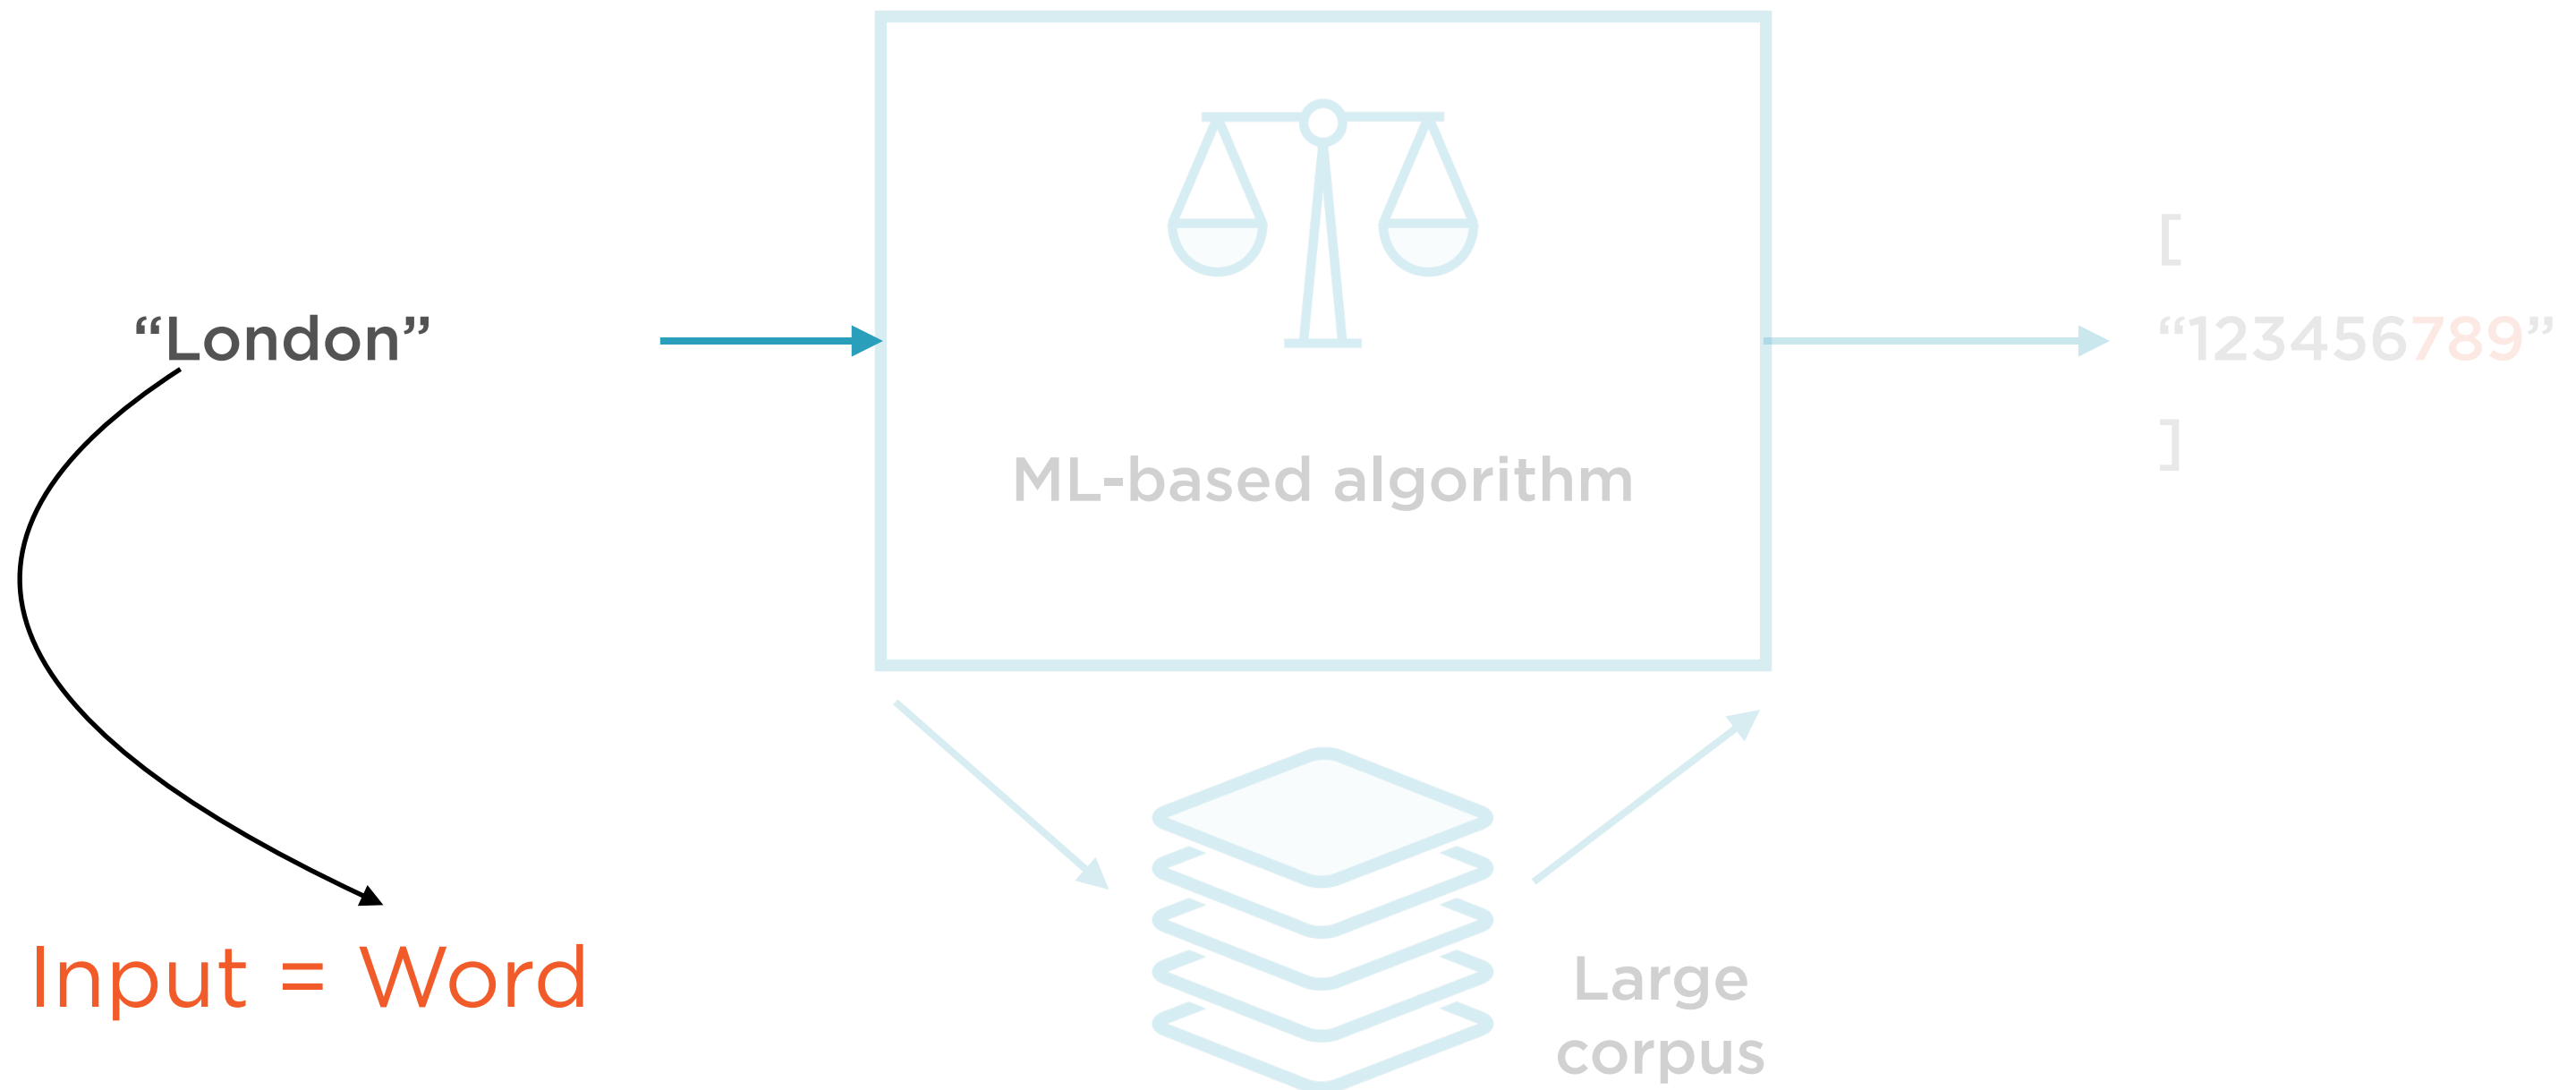 “London”
ML-based algorithm
[
“123456789”
]
Input = Word
Large
corpus